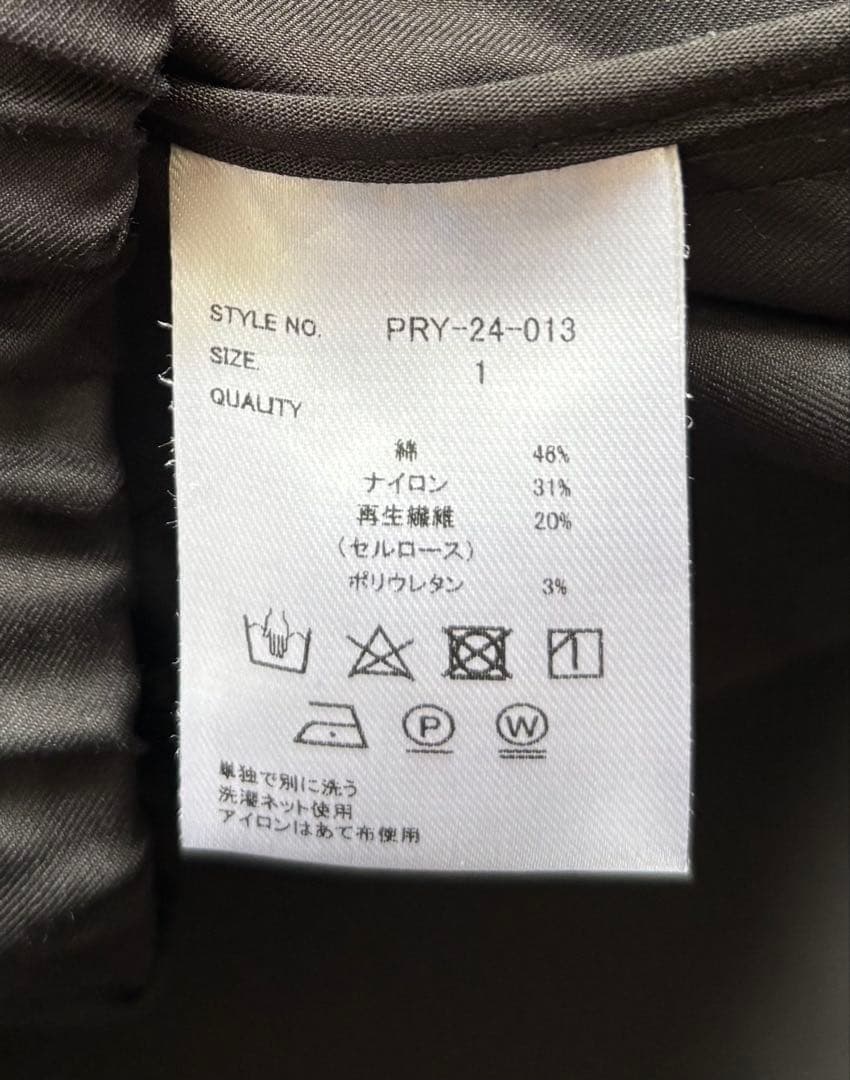 STYLE NO. PRY-24-013
SIZE. 1
QUALITY
綿 46%
ナイロン 31%
再生繊維 20%
(セルロース)
ポリウレタン 3%
P W
単独で別に洗う
洗濯ネット使用
アイロンはあて布使用